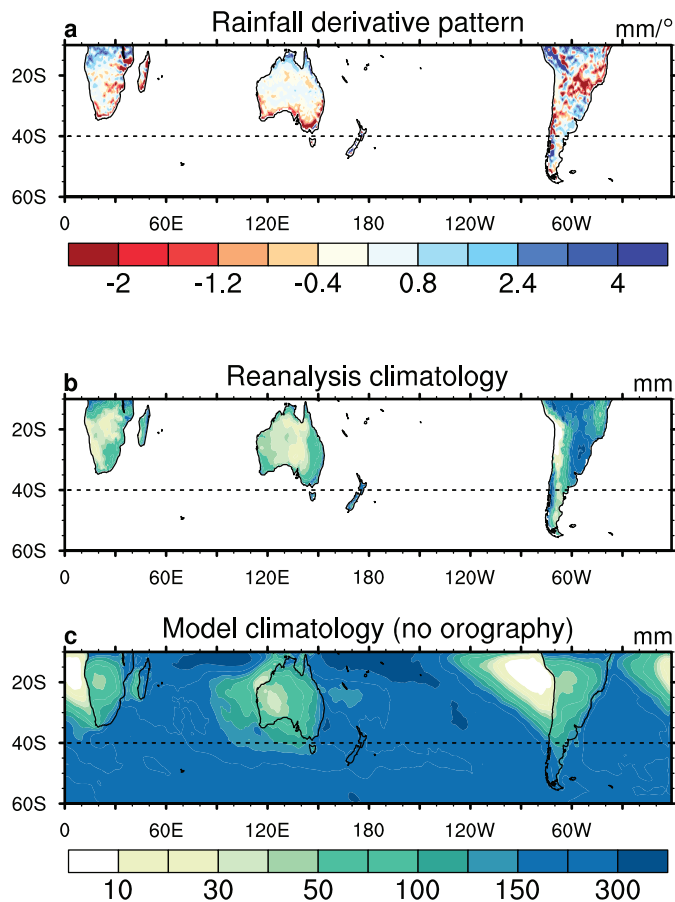 a Rainfall derivative pattern mm/°
20S
40S
60S
0 60E 120E 180 120W 60W
-2 -1.2 -0.4 0.8 2.4 4
b Reanalysis climatology mm
20S
40S
60S
0 60E 120E 180 120W 60W
c Model climatology (no orography) mm
20S
40S
60S
0 60E 120E 180 120W 60W
10 30 50 100 150 300